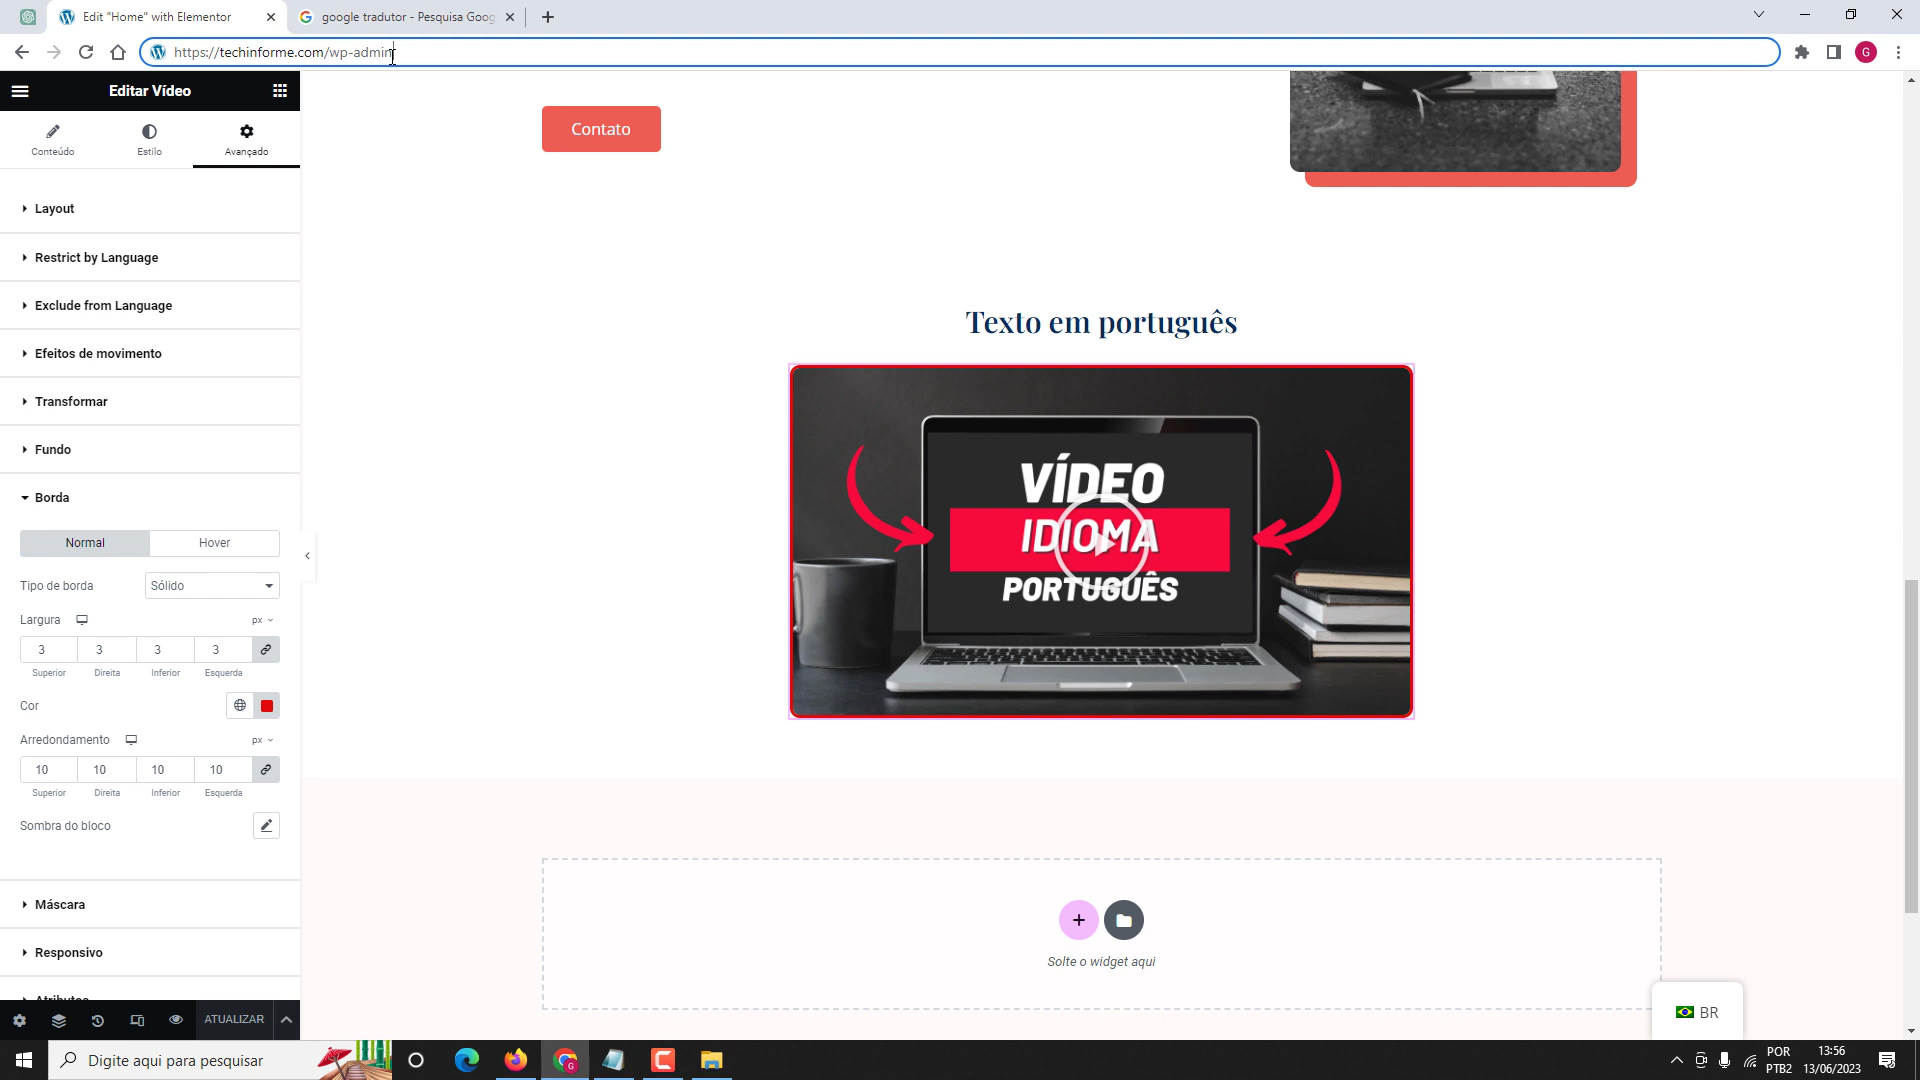 Edit "Home" with Elementor
google tradutor - Pesquisa Goog
https://techinforme.com/wp-admin
G
Editar Vídeo
Conteúdo
Estilo
Avançado
Layout
Restrict by Language
Exclude from Language
Efeitos de movimento
Transformar
Fundo
Borda
Normal
Hover
Tipo de borda
Sólido
Largura
px
3 3 3 3
Superior Direita Inferior Esquerda
Cor
Arredondamento
px
10 10 10 10
Superior Direita Inferior Esquerda
Sombra do bloco
Máscara
Responsivo
Atributos
ATUALIZAR
Contato
Texto em português
VÍDEO
IDIOMA
PORTUGUÊS
Solte o widget aqui
BR
Digite aqui para pesquisar
POR
PTB2
13:56
13/06/2023